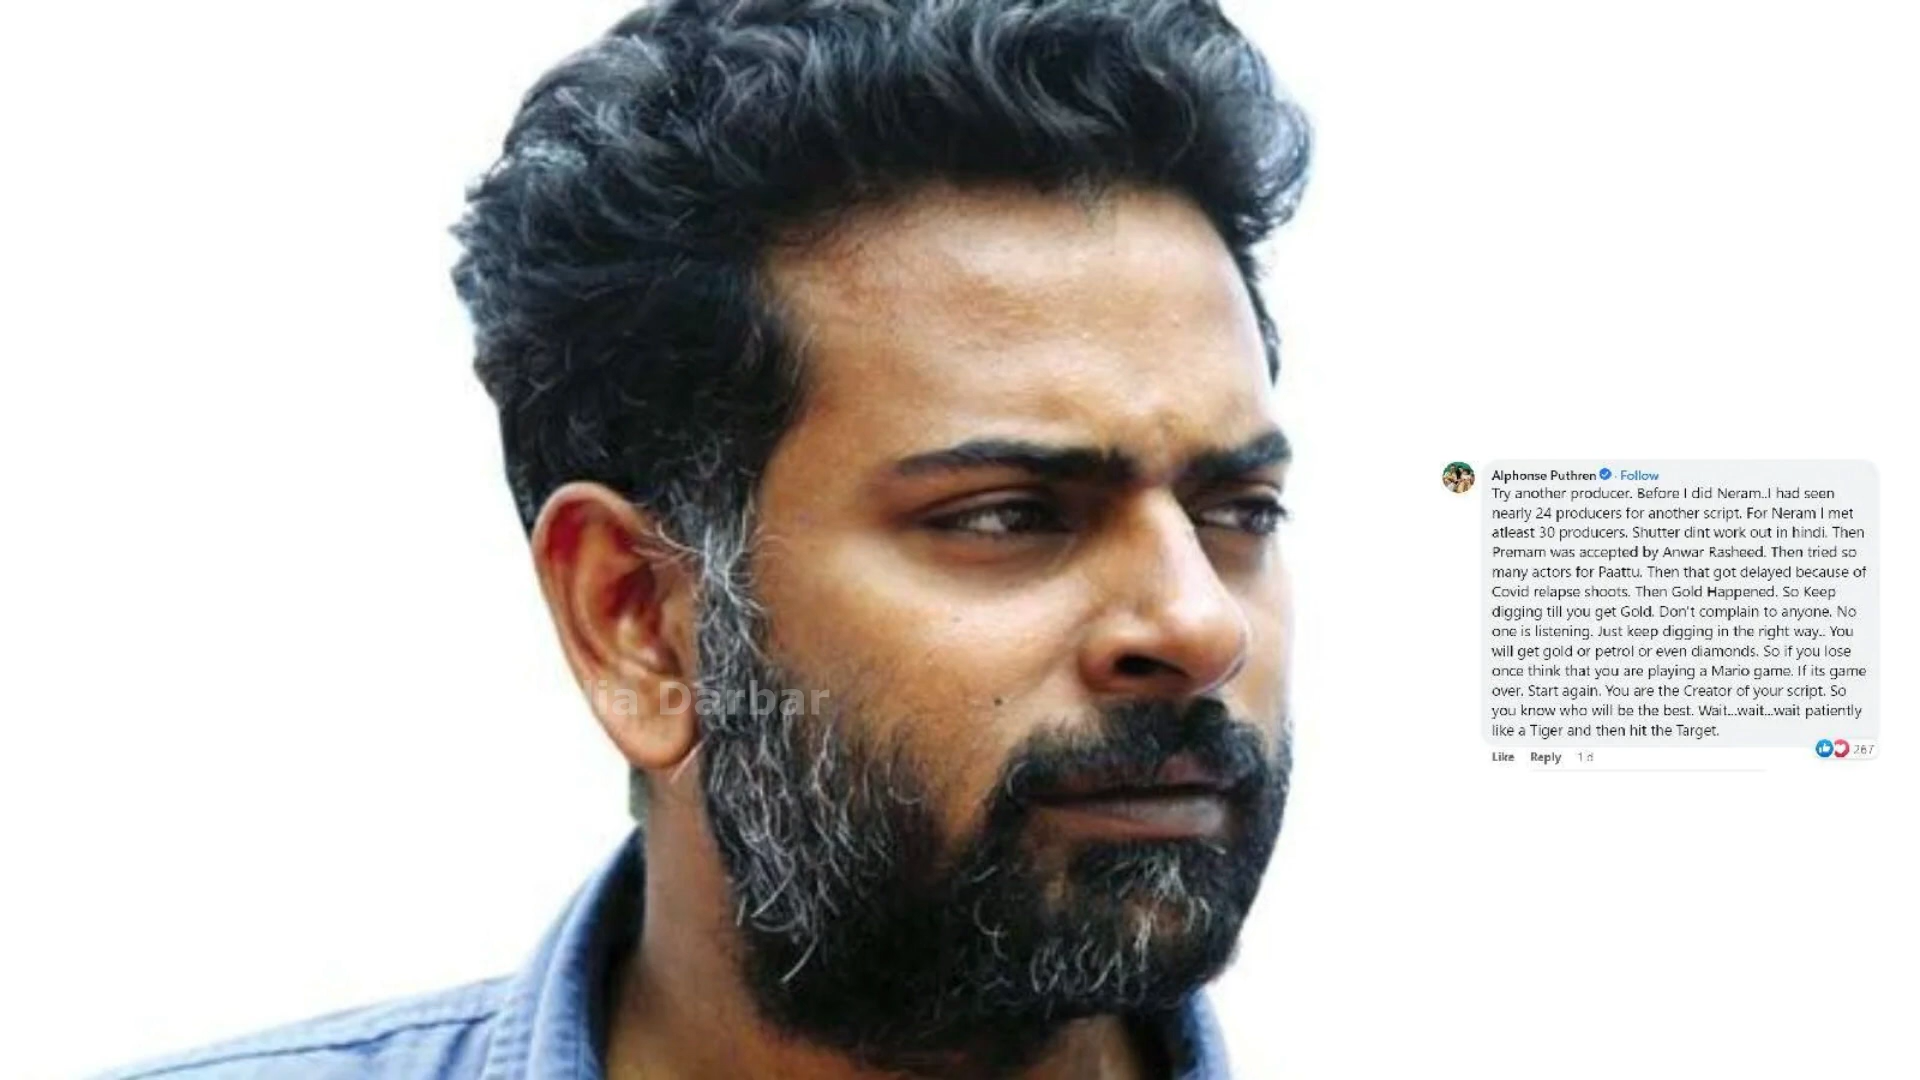 Alphonse Puthren · Follow
Try another producer. Before I did Neram..I had seen
nearly 24 producers for another script. For Neram I met
atleast 30 producers. Shutter dint work out in hindi. Then
Premam was accepted by Anwar Rasheed. Then tried so
many actors for Paattu. Then that got delayed because of
Covid relapse shoots. Then Gold Happened. So Keep
digging till you get Gold. Don't complain to anyone. No
one is listening. Just keep digging in the right way.. You
will get gold or petrol or even diamonds. So if you lose
once think that you are playing a Mario game. If its game
over. Start again. You are the Creator of your script. So
you know who will be the best. Wait...wait...wait patiently
like a Tiger and then hit the Target.
267
Like Reply 1 d
Darbar